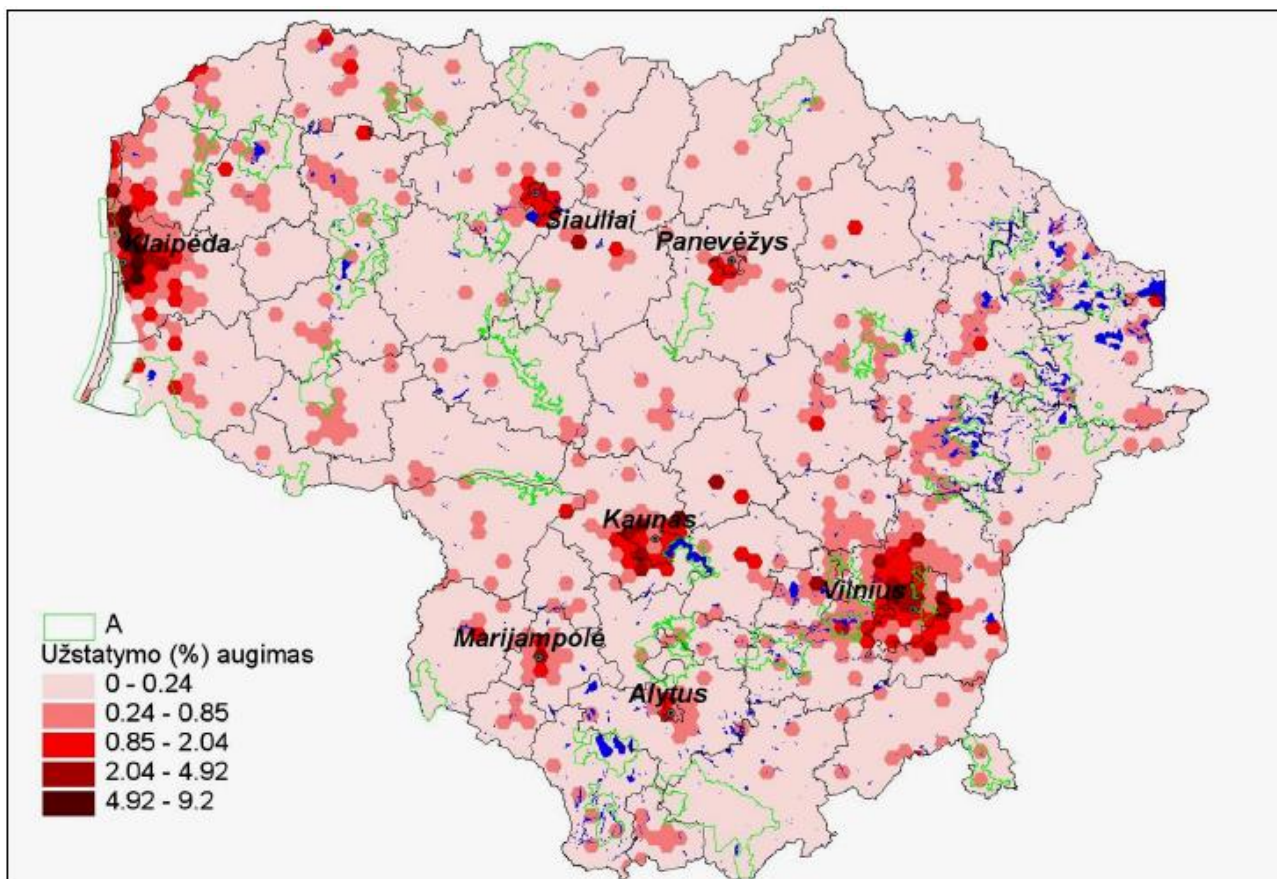 Klaipėda
Šiauliai
Panevėžys
Kaunas
Vilnius
Marijampolė
Alytus
A
Užstatymo (%) augimas
0 - 0.24
0.24 - 0.85
0.85 - 2.04
2.04 - 4.92
4.92 - 9.2